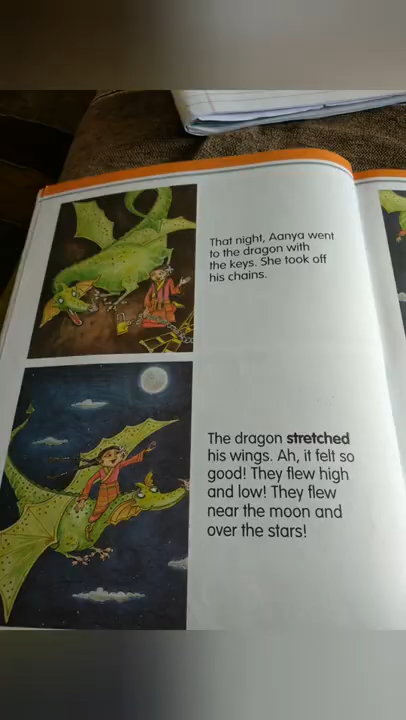 That night, Aanya went
to the dragon with
the keys. She took off
his chains.
The dragon stretched
his wings. Ah, it felt so
good! They flew high
and low! They flew
near the moon and
over the stars!